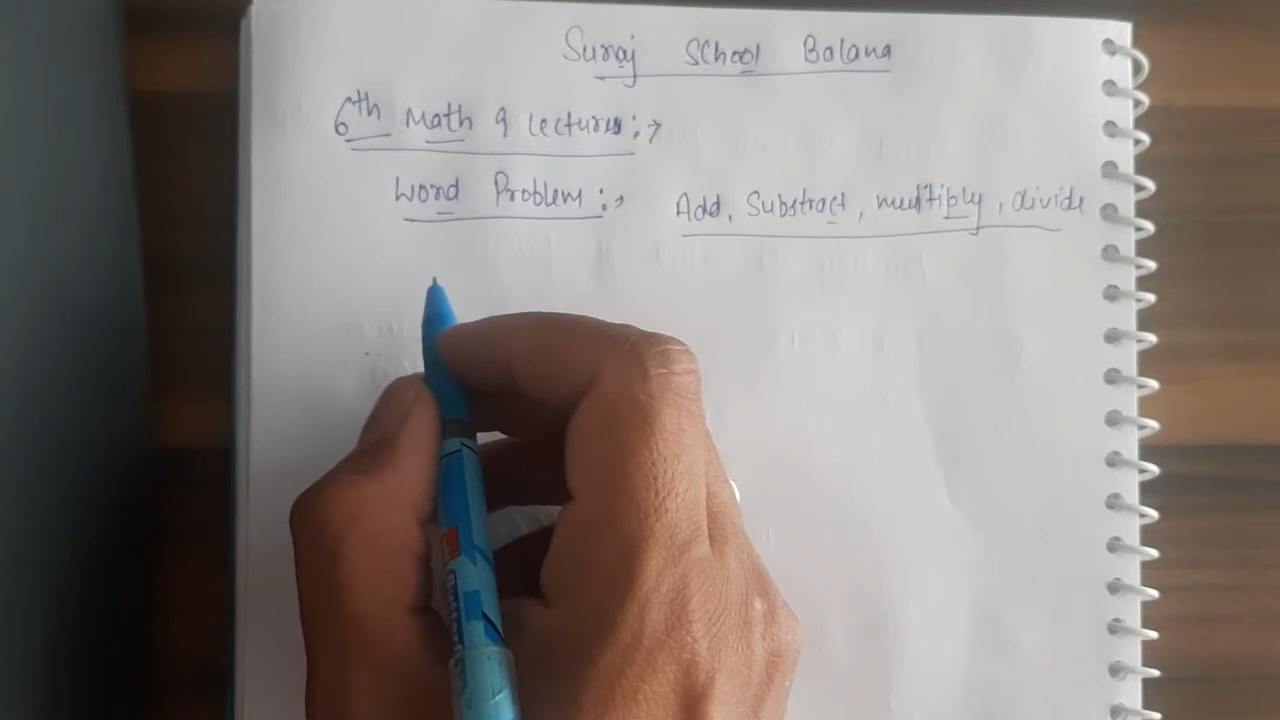 Suraj School Balana
6th Math 9 lectures :->
Word Problem :-> Add, Substract, multiply, divide